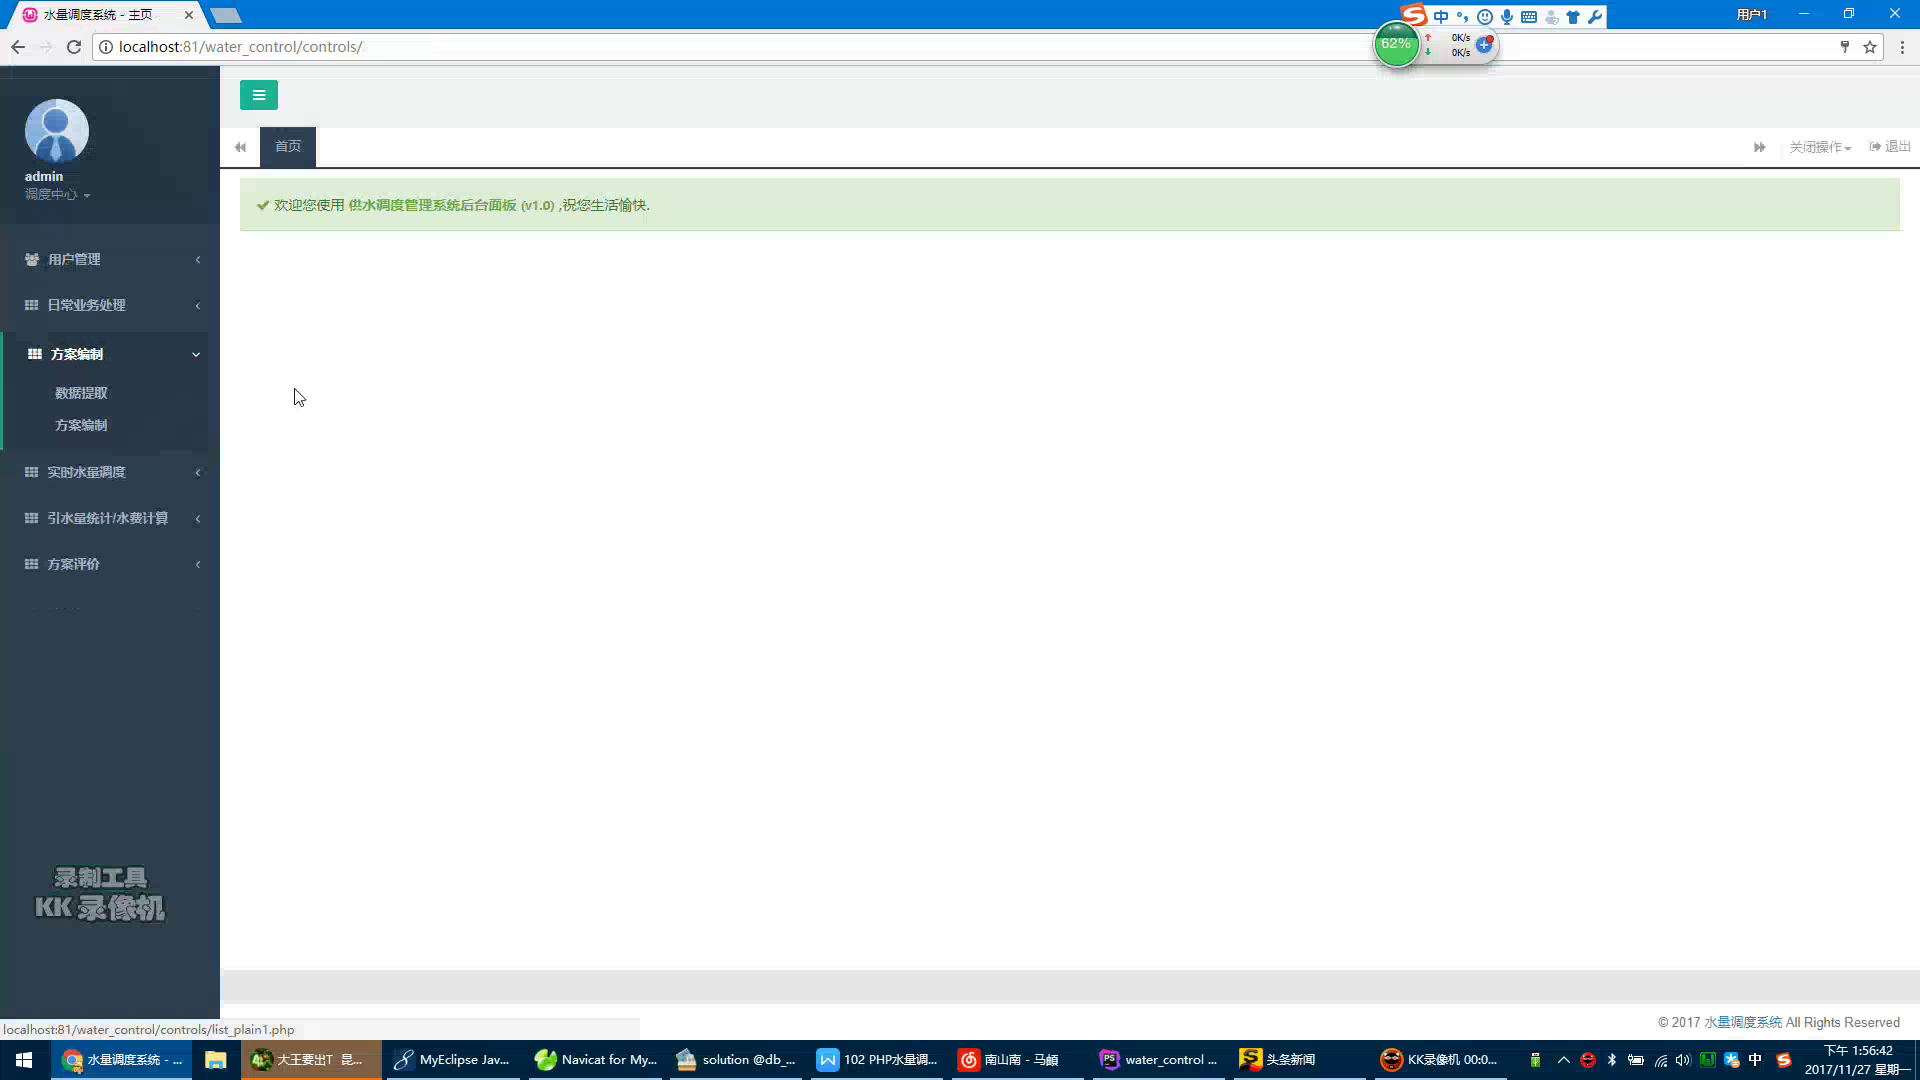 水量调度系统 - 主页
用户1
中
localhost:81/water_control/controls/
62%
0K/s
0K/s
admin
调度中心
首页
关闭操作
退出
欢迎您使用 供水调度管理系统后台面板 (v1.0) ,祝您生活愉快.
用户管理
日常业务处理
方案编制
数据提取
方案编制
实时水量调度
引水量统计/水费计算
方案评价
录制工具
KK 录像机
localhost:81/water_control/controls/list_plain1.php
© 2017 水量调度系统 All Rights Reserved
水量调度系统 - ...
大王要出T 昆...
MyEclipse Jav...
Navicat for My...
solution @db_...
102 PHP水量调...
南山南 - 马頔
water_control ...
头条新闻
KK录像机 00:0...
中
下午 1:56:42
2017/11/27 星期一